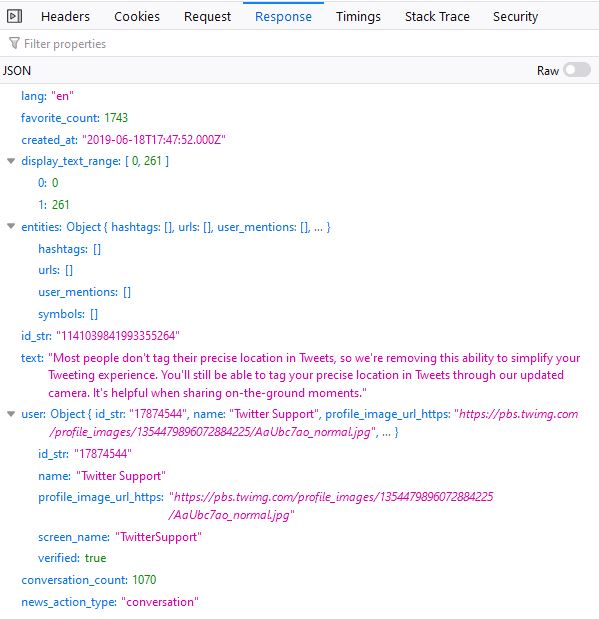 Headers Cookies Request Response Timings Stack Trace Security
Filter properties
JSON Raw
lang: "en"
favorite_count: 1743
created_at: "2019-06-18T17:47:52.000Z"
display_text_range: [ 0, 261 ]
0: 0
1: 261
entities: Object { hashtags: [], urls: [], user_mentions: [], … }
hashtags: []
urls: []
user_mentions: []
symbols: []
id_str: "1141039841993355264"
text: "Most people don't tag their precise location in Tweets, so we're removing this ability to simplify your
Tweeting experience. You'll still be able to tag your precise location in Tweets through our updated
camera. It's helpful when sharing on-the-ground moments."
user: Object { id_str: "17874544", name: "Twitter Support", profile_image_url_https: "https://pbs.twimg.com
/profile_images/1354479896072884225/AaUbc7ao_normal.jpg", … }
id_str: "17874544"
name: "Twitter Support"
profile_image_url_https: "https://pbs.twimg.com/profile_images/1354479896072884225
/AaUbc7ao_normal.jpg"
screen_name: "TwitterSupport"
verified: true
conversation_count: 1070
news_action_type: "conversation"